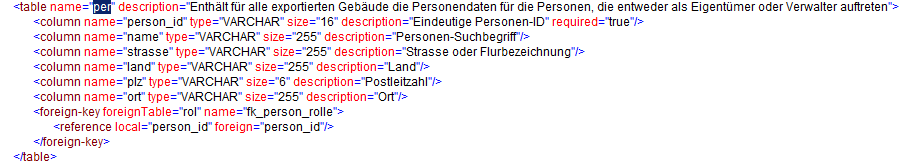 <table name="per" description="Enthält für alle exportierten Gebäude die Personendaten für die Personen, die entweder als Eigentümer oder Verwalter auftreten">
<column name="person_id" type="VARCHAR" size="16" description="Eindeutige Personen-ID" required="true"/>
<column name="name" type="VARCHAR" size="255" description="Personen-Suchbegriff"/>
<column name="strasse" type="VARCHAR" size="255" description="Strasse oder Flurbezeichnung"/>
<column name="land" type="VARCHAR" size="255" description="Land"/>
<column name="plz" type="VARCHAR" size="6" description="Postleitzahl"/>
<column name="ort" type="VARCHAR" size="255" description="Ort"/>
<foreign-key foreignTable="rol" name="fk_person_rolle">
<reference local="person_id" foreign="person_id"/>
</foreign-key>
</table>